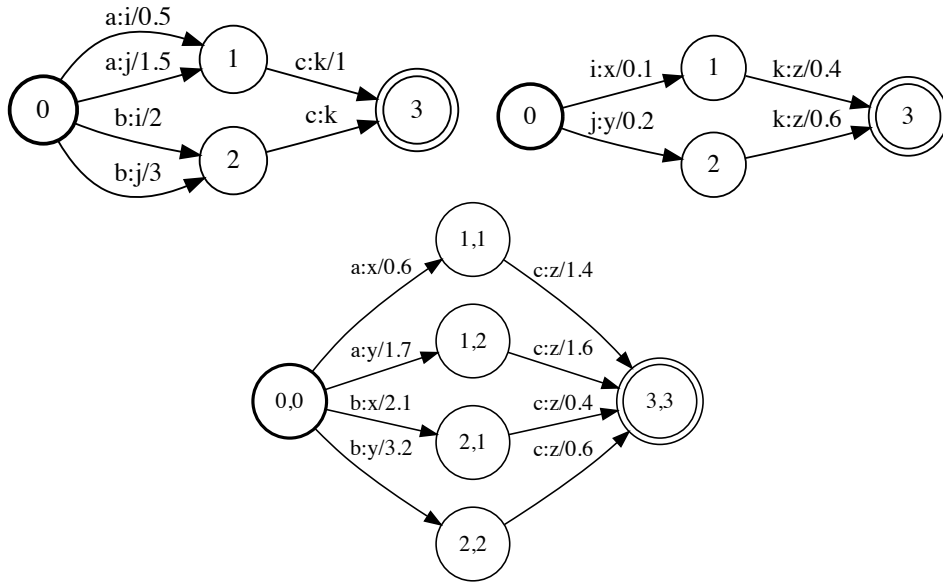 a:i/0.5
a:j/1.5
b:i/2
b:j/3
c:k/1
c:k
0
1
2
3
i:x/0.1
j:y/0.2
k:z/0.4
k:z/0.6
0
1
2
3
a:x/0.6
a:y/1.7
b:x/2.1
b:y/3.2
c:z/1.4
c:z/1.6
c:z/0.4
c:z/0.6
0,0
1,1
1,2
2,1
2,2
3,3